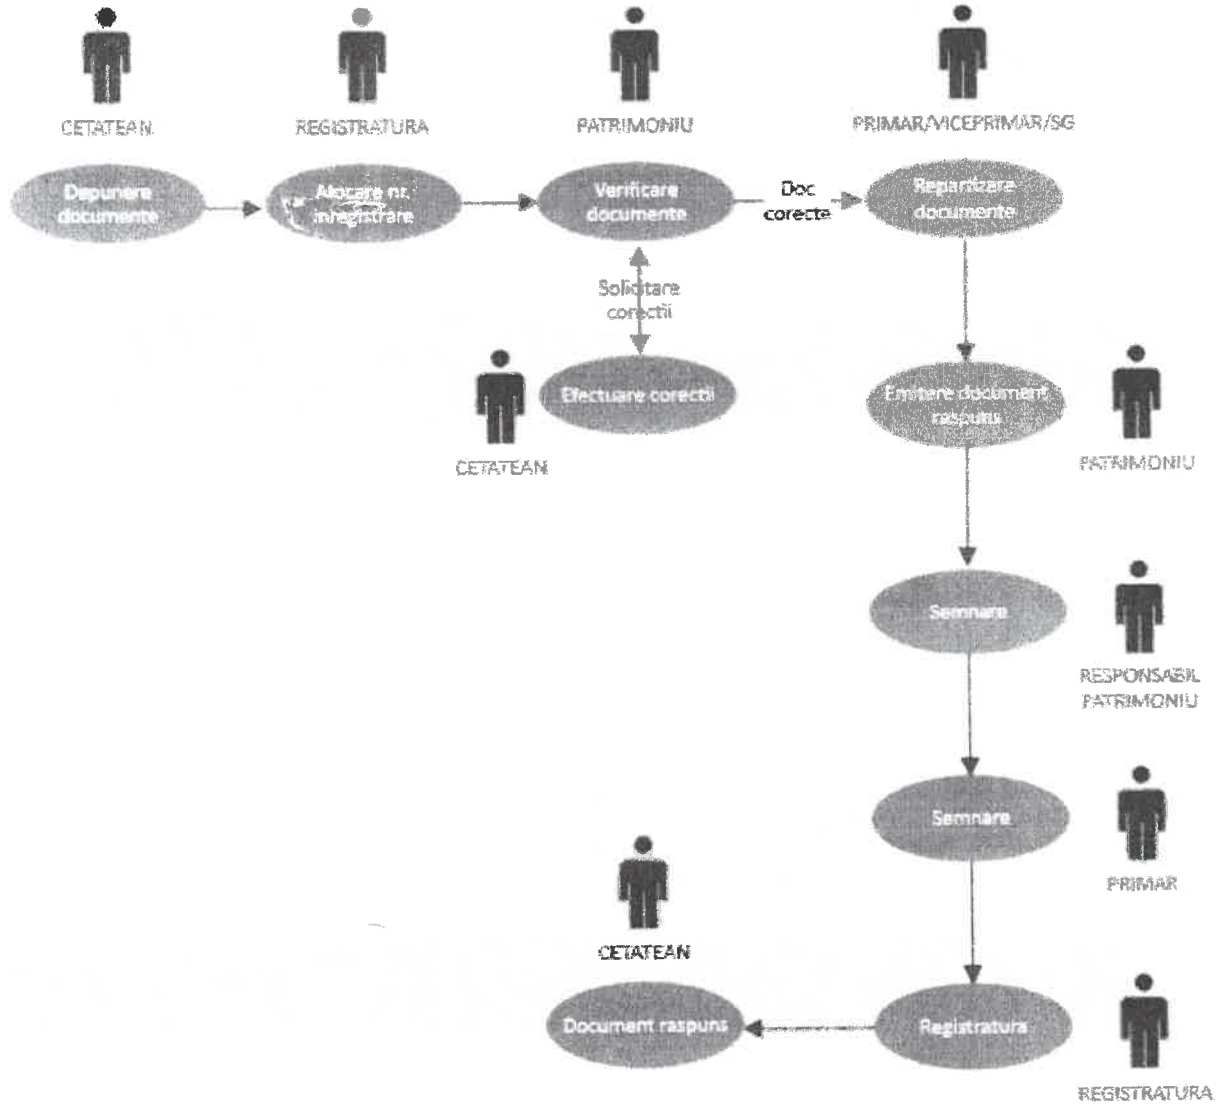 CETATEAN
REGISTRATURA
PATRIMONIU
PRIMAR/VICEPRIMAR/SG
Depunere
documente
Alocare nr.
inregistrare
Verificare
documente
Doc
corecte
Repartizare
documente
Solicitare
corectii
CETATEAN
Efectuare corectii
Emitere document
raspuns
PATRIMONIU
Semnare
RESPONSABIL
PATRIMONIU
Semnare
PRIMAR
CETATEAN
Document raspuns
Registratura
REGISTRATURA